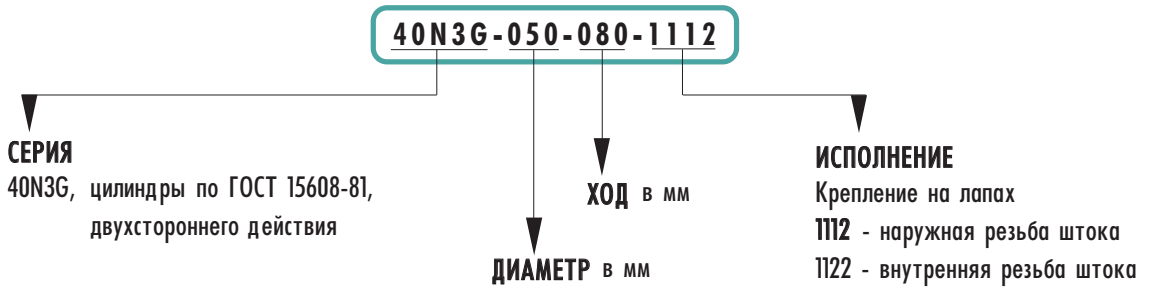 40N3G-050-080-1112
СЕРИЯ
40N3G, цилиндры по ГОСТ 15608-81,
двухстороннего действия
ДИАМЕТР в мм
ХОД в мм
ИСПОЛНЕНИЕ
Крепление на лапах
1112 - наружная резьба штока
1122 - внутренняя резьба штока